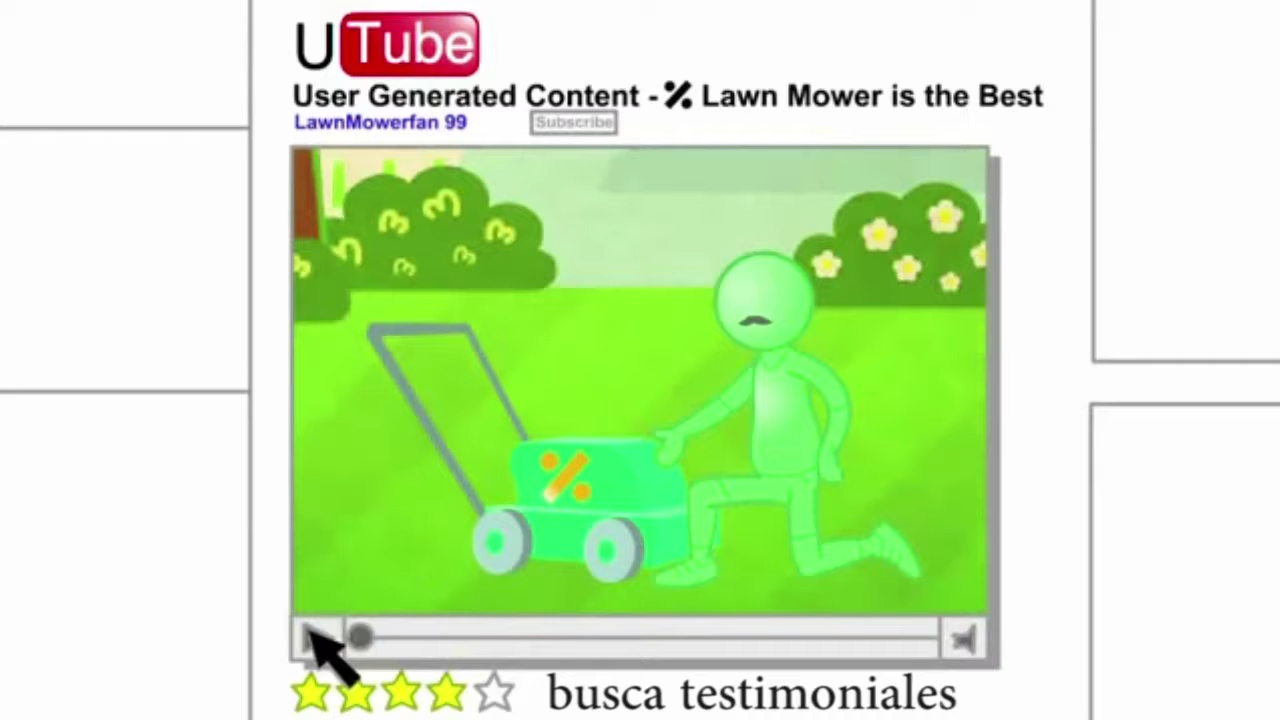 UTube
User Generated Content - % Lawn Mower is the Best
LawnMowerfan 99 Subscribe
%
busca testimoniales